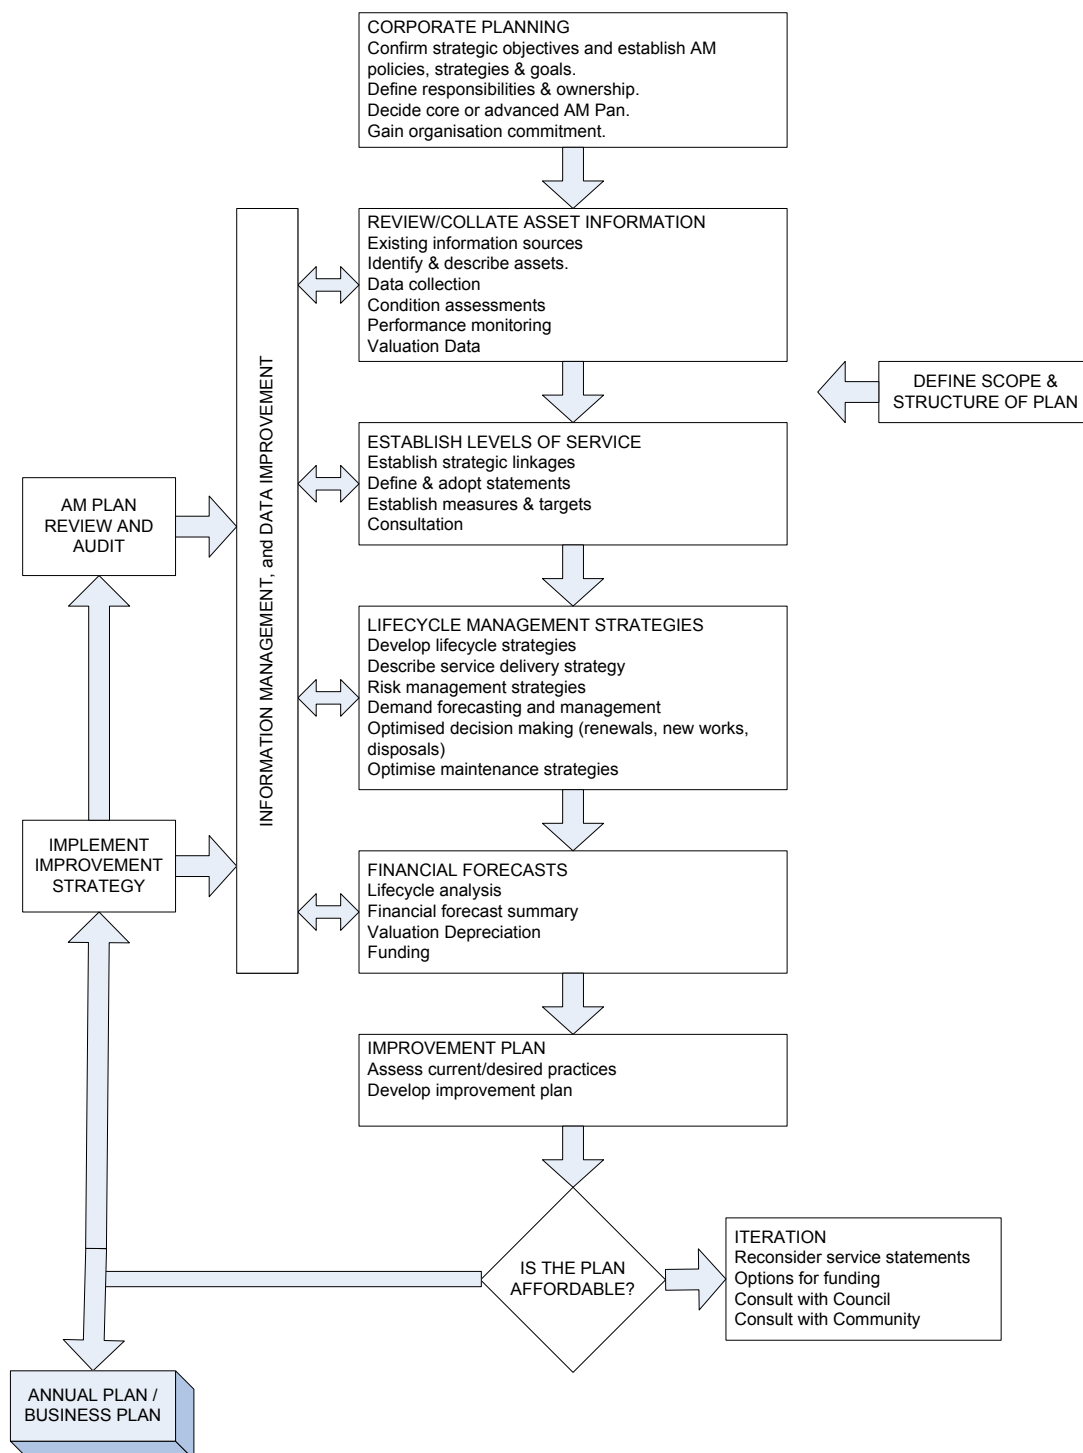 CORPORATE PLANNING
Confirm strategic objectives and establish AM
policies, strategies & goals.
Define responsibilities & ownership.
Decide core or advanced AM Pan.
Gain organisation commitment.
REVIEW/COLLATE ASSET INFORMATION
Existing information sources
Identify & describe assets.
Data collection
Condition assessments
Performance monitoring
Valuation Data
DEFINE SCOPE &
STRUCTURE OF PLAN
INFORMATION MANAGEMENT, and DATA IMPROVEMENT
ESTABLISH LEVELS OF SERVICE
Establish strategic linkages
Define & adopt statements
Establish measures & targets
Consultation
AM PLAN
REVIEW AND
AUDIT
LIFECYCLE MANAGEMENT STRATEGIES
Develop lifecycle strategies
Describe service delivery strategy
Risk management strategies
Demand forecasting and management
Optimised decision making (renewals, new works,
disposals)
Optimise maintenance strategies
IMPLEMENT
IMPROVEMENT
STRATEGY
FINANCIAL FORECASTS
Lifecycle analysis
Financial forecast summary
Valuation Depreciation
Funding
IMPROVEMENT PLAN
Assess current/desired practices
Develop improvement plan
IS THE PLAN
AFFORDABLE?
ITERATION
Reconsider service statements
Options for funding
Consult with Council
Consult with Community
ANNUAL PLAN /
BUSINESS PLAN